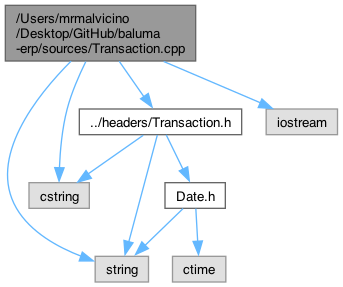 /Users/mrmalvicino
/Desktop/GitHub/baluma
-erp/sources/Transaction.cpp
../headers/Transaction.h
iostream
cstring
Date.h
string
ctime